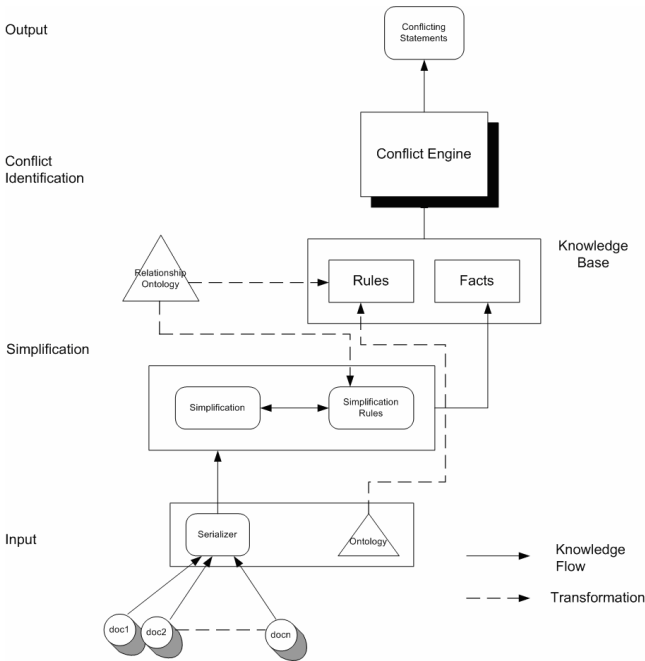 Output
Conflicting
Statements
Conflict
Identification
Conflict Engine
Knowledge
Base
Relationship
Ontology
Rules
Facts
Simplification
Simplification
Simplification
Rules
Input
Serializer
Ontology
Knowledge
Flow
Transformation
doc1
doc2
docn